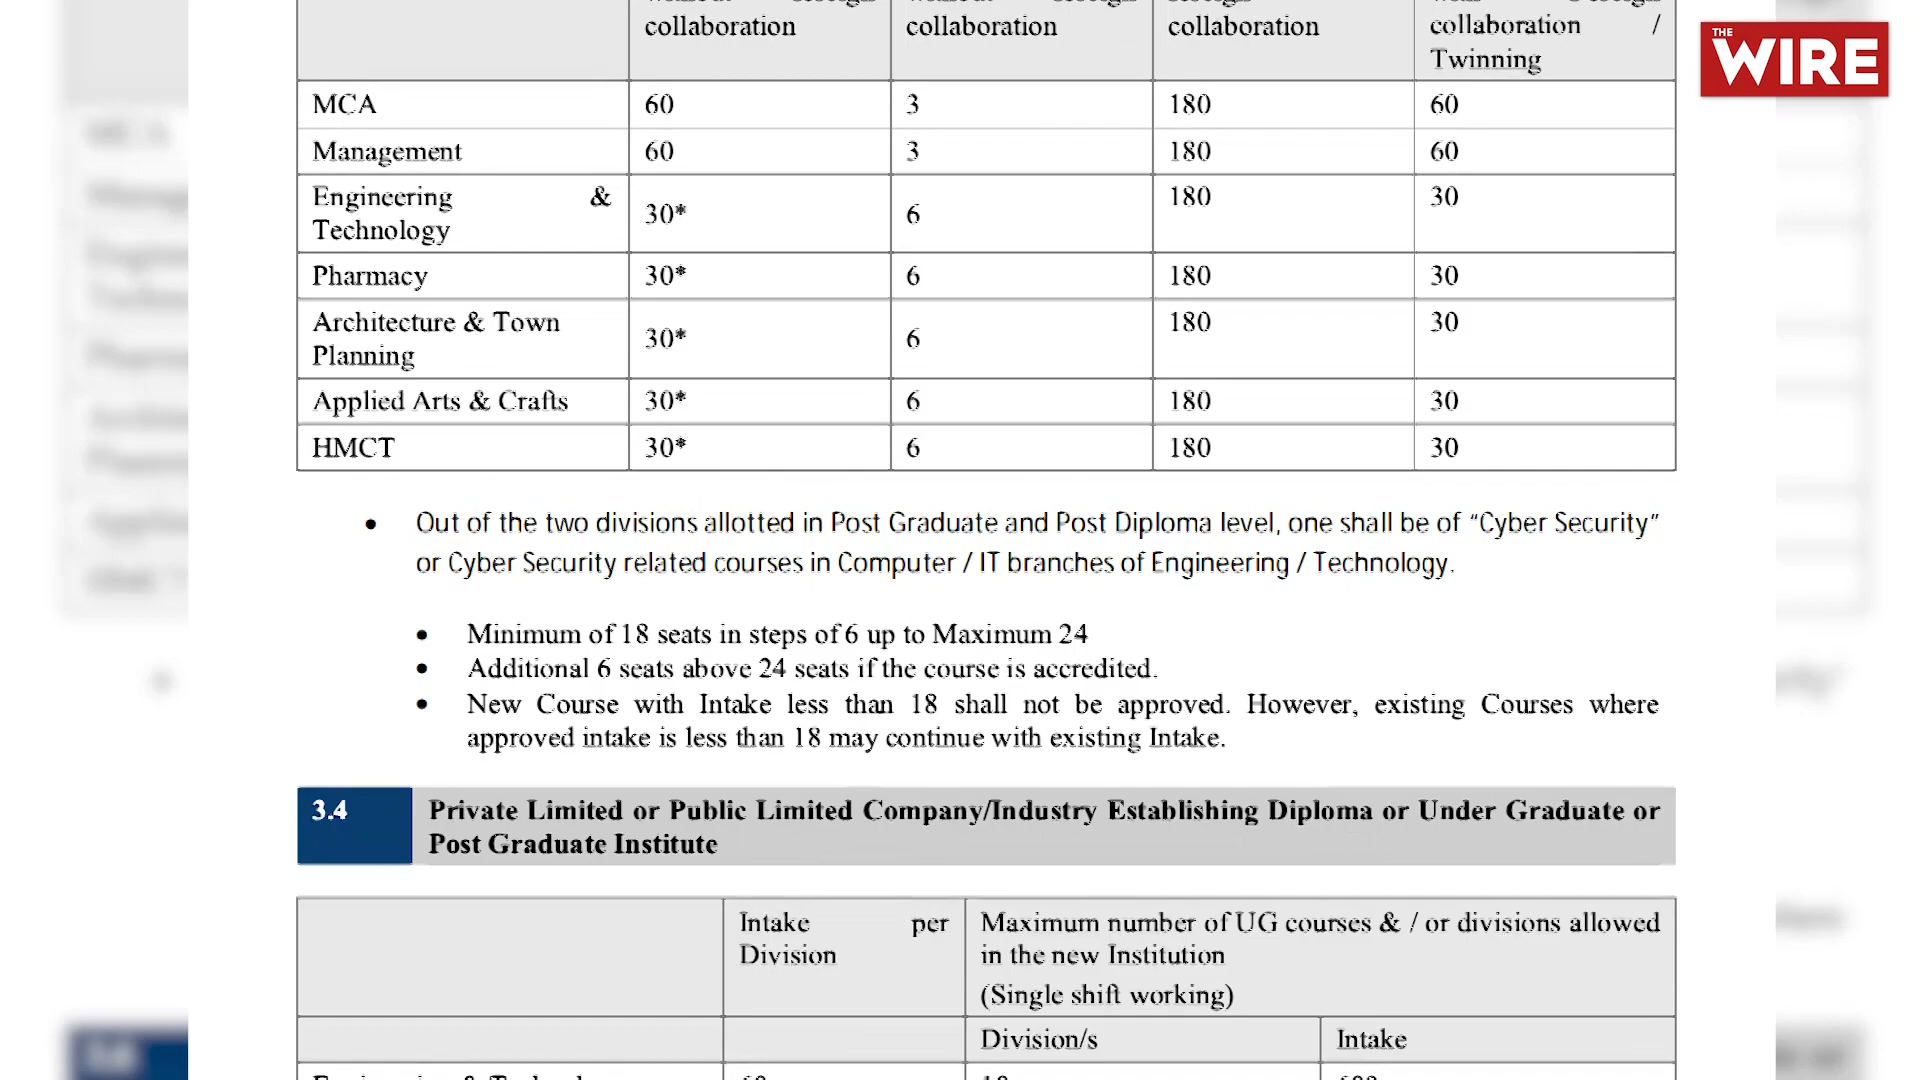 collaboration
collaboration
collaboration
collaboration /
Twinning
THE
WIRE
MCA 60 3 180 60
Management 60 3 180 60
Engineering & Technology 30* 6 180 30
Pharmacy 30* 6 180 30
Architecture & Town Planning 30* 6 180 30
Applied Arts & Crafts 30* 6 180 30
HMCT 30* 6 180 30
• Out of the two divisions allotted in Post Graduate and Post Diploma level, one shall be of “Cyber Security”
or Cyber Security related courses in Computer / IT branches of Engineering / Technology.
• Minimum of 18 seats in steps of 6 up to Maximum 24
• Additional 6 seats above 24 seats if the course is accredited.
• New Course with Intake less than 18 shall not be approved. However, existing Courses where
approved intake is less than 18 may continue with existing Intake.
3.4 Private Limited or Public Limited Company/Industry Establishing Diploma or Under Graduate or
Post Graduate Institute
Intake per
Division
Maximum number of UG courses & / or divisions allowed
in the new Institution
(Single shift working)
Division/s Intake